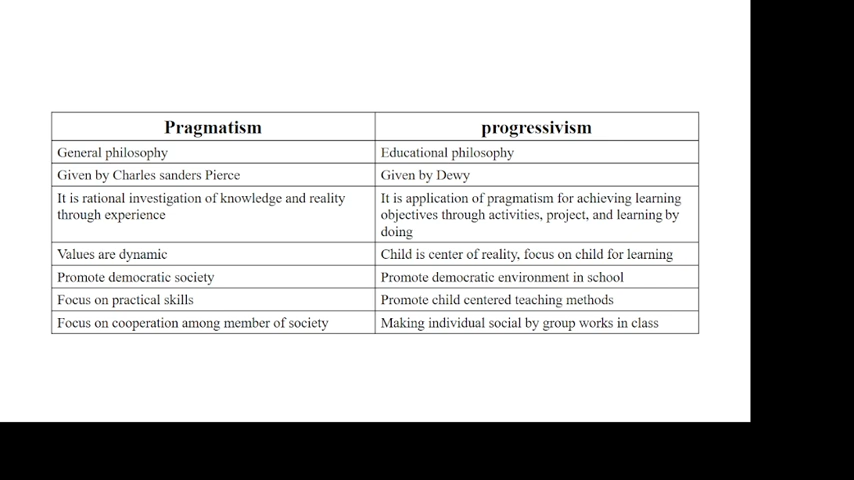 Pragmatism
progressivism
General philosophy
Educational philosophy
Given by Charles sanders Pierce
Given by Dewy
It is rational investigation of knowledge and reality
through experience
It is application of pragmatism for achieving learning
objectives through activities, project, and learning by
doing
Values are dynamic
Child is center of reality, focus on child for learning
Promote democratic society
Promote democratic environment in school
Focus on practical skills
Promote child centered teaching methods
Focus on cooperation among member of society
Making individual social by group works in class